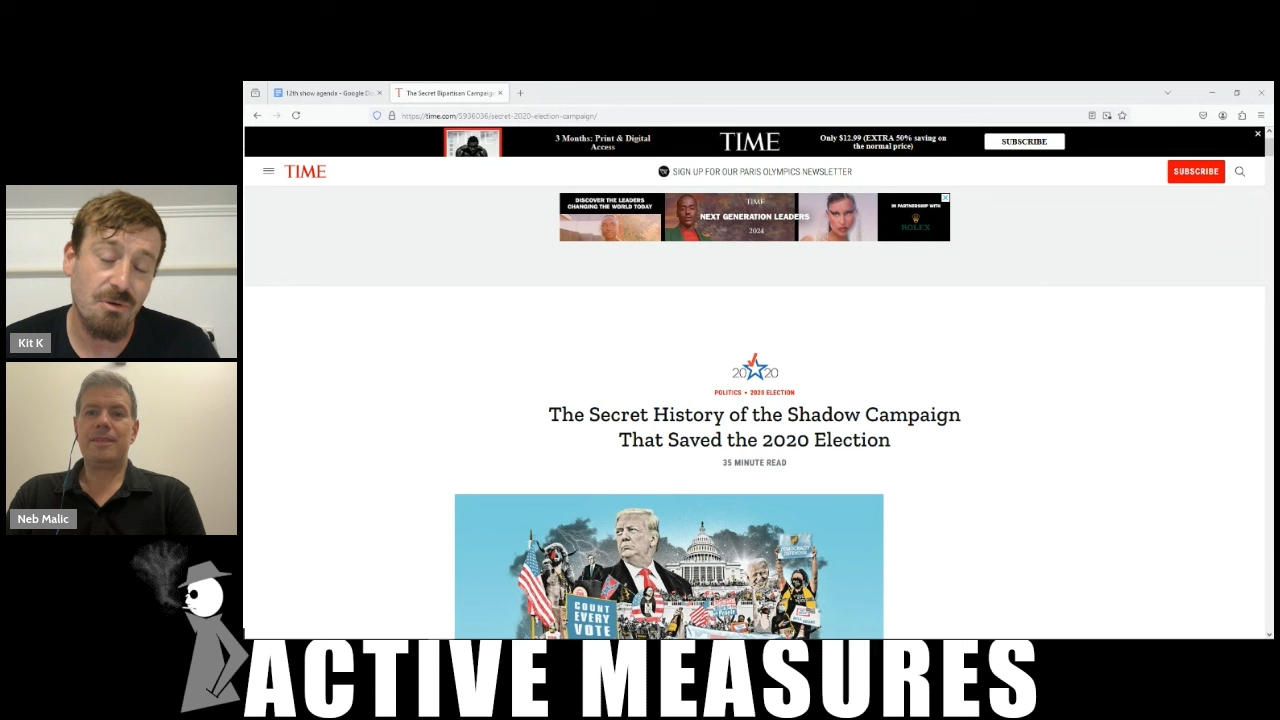 12th show agenda - Google Do
The Secret Bipartisan Campaign
https://time.com/5936036/secret-2020-election-campaign/
3 Months: Print & Digital
Access
TIME
Only $12.99 (EXTRA 50% saving on
the normal price)
SUBSCRIBE
TIME
SIGN UP FOR OUR PARIS OLYMPICS NEWSLETTER
SUBSCRIBE
DISCOVER THE LEADERS
CHANGING THE WORLD TODAY
TIME
NEXT GENERATION LEADERS
2024
IN PARTNERSHIP WITH
ROLEX
2020
POLITICS • 2020 ELECTION
The Secret History of the Shadow Campaign
That Saved the 2020 Election
35 MINUTE READ
COUNT
EVERY
VOTE
DEMOCRACY
DEFENDER
Kit K
Neb Malic
ACTIVE MEASURES